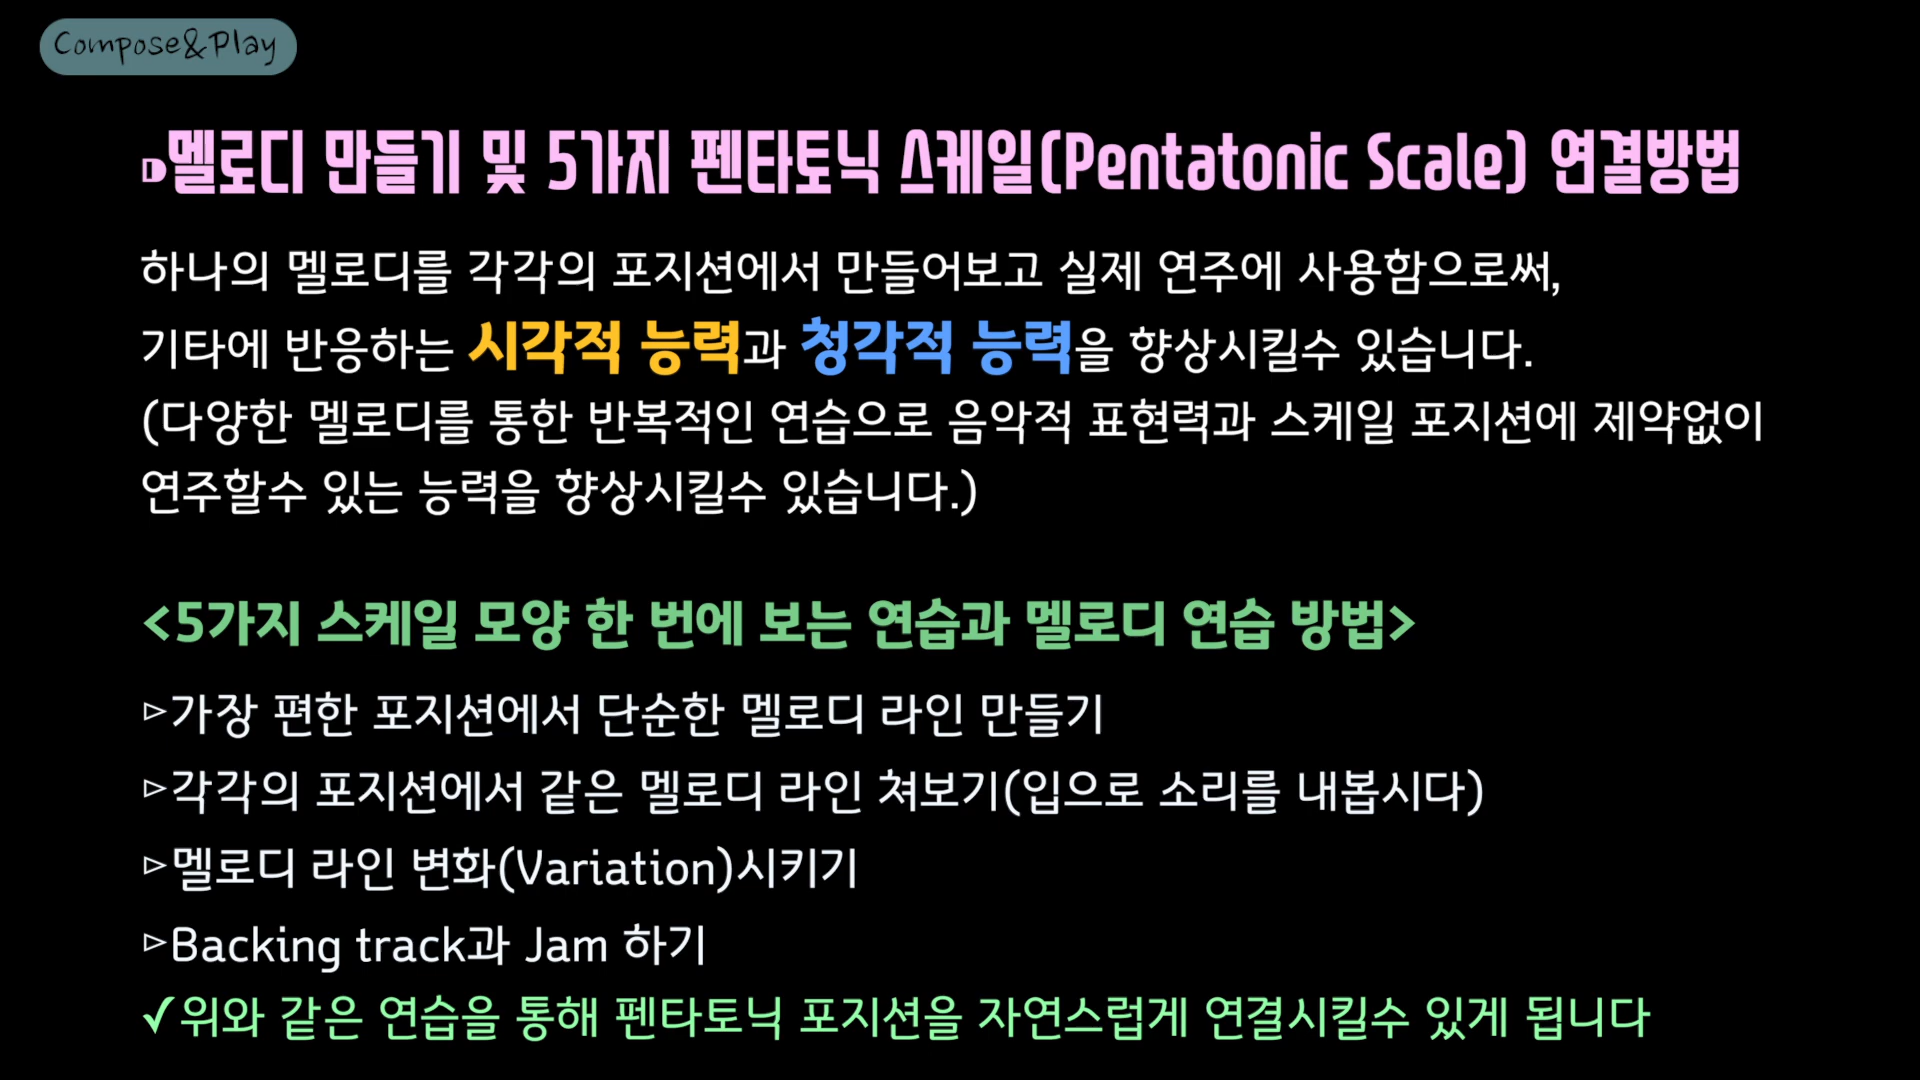 Compose&Play
멜로디 만들기 및 5가지 펜타토닉 스케일(Pentatonic Scale) 연결방법
하나의 멜로디를 각각의 포지션에서 만들어보고 실제 연주에 사용함으로써,
기타에 반응하는 시각적 능력과 청각적 능력을 향상시킬수 있습니다.
(다양한 멜로디를 통한 반복적인 연습으로 음악적 표현력과 스케일 포지션에 제약없이
연주할수 있는 능력을 향상시킬수 있습니다.)
<5가지 스케일 모양 한 번에 보는 연습과 멜로디 연습 방법>
▻가장 편한 포지션에서 단순한 멜로디 라인 만들기
▻각각의 포지션에서 같은 멜로디 라인 쳐보기(입으로 소리를 내봅시다)
▻멜로디 라인 변화(Variation)시키기
▻Backing track과 Jam 하기
✓위와 같은 연습을 통해 펜타토닉 포지션을 자연스럽게 연결시킬수 있게 됩니다